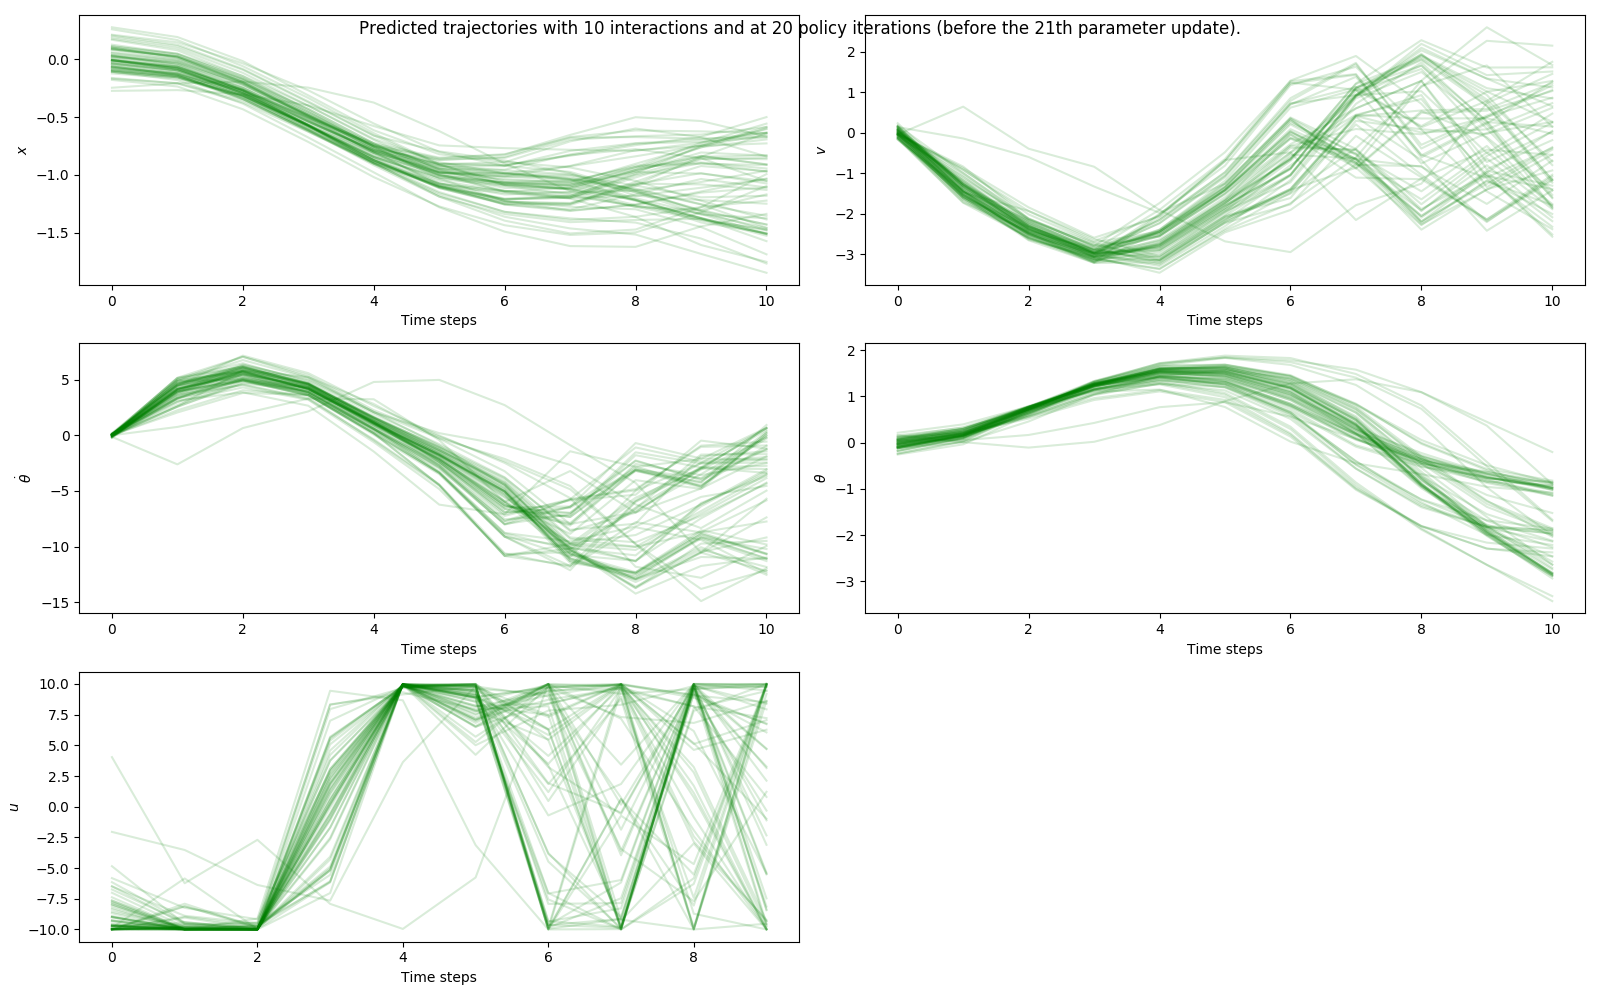 Predicted trajectories with 10 interactions and at 20 policy iterations (before the 21th parameter update).
x
0.0
−0.5
−1.0
−1.5
0 2 4 6 8 10
Time steps
v
2
1
0
−1
−2
−3
0 2 4 6 8 10
Time steps
θ̇
5
0
−5
−10
−15
0 2 4 6 8 10
Time steps
θ
2
1
0
−1
−2
−3
0 2 4 6 8 10
Time steps
u
10.0
7.5
5.0
2.5
0.0
−2.5
−5.0
−7.5
−10.0
0 2 4 6 8
Time steps